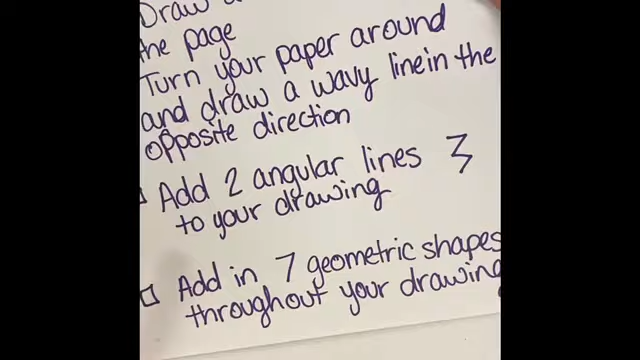 Draw
the page
Turn your paper around
and draw a wavy line in the
opposite direction
Add 2 angular lines
to your drawing
Add in 7 geometric shapes
throughout your drawing